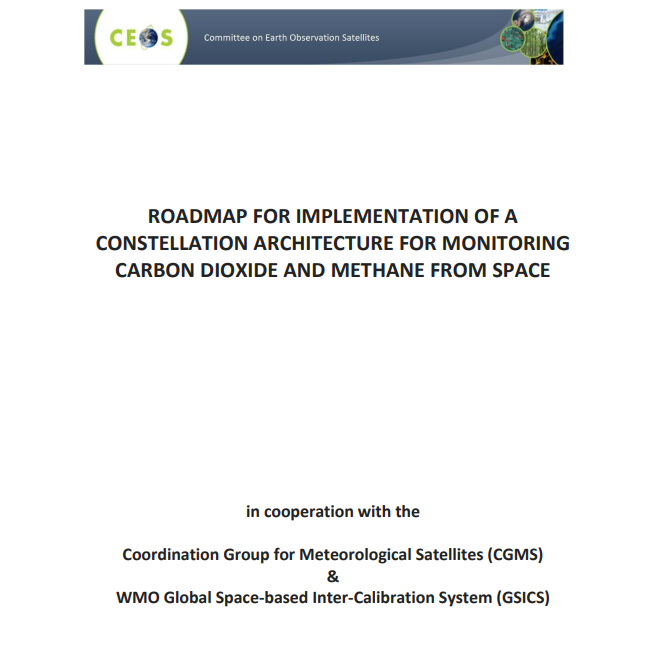 CEOS
Committee on Earth Observation Satellites
ROADMAP FOR IMPLEMENTATION OF A
CONSTELLATION ARCHITECTURE FOR MONITORING
CARBON DIOXIDE AND METHANE FROM SPACE
in cooperation with the
Coordination Group for Meteorological Satellites (CGMS)
&
WMO Global Space-based Inter-Calibration System (GSICS)